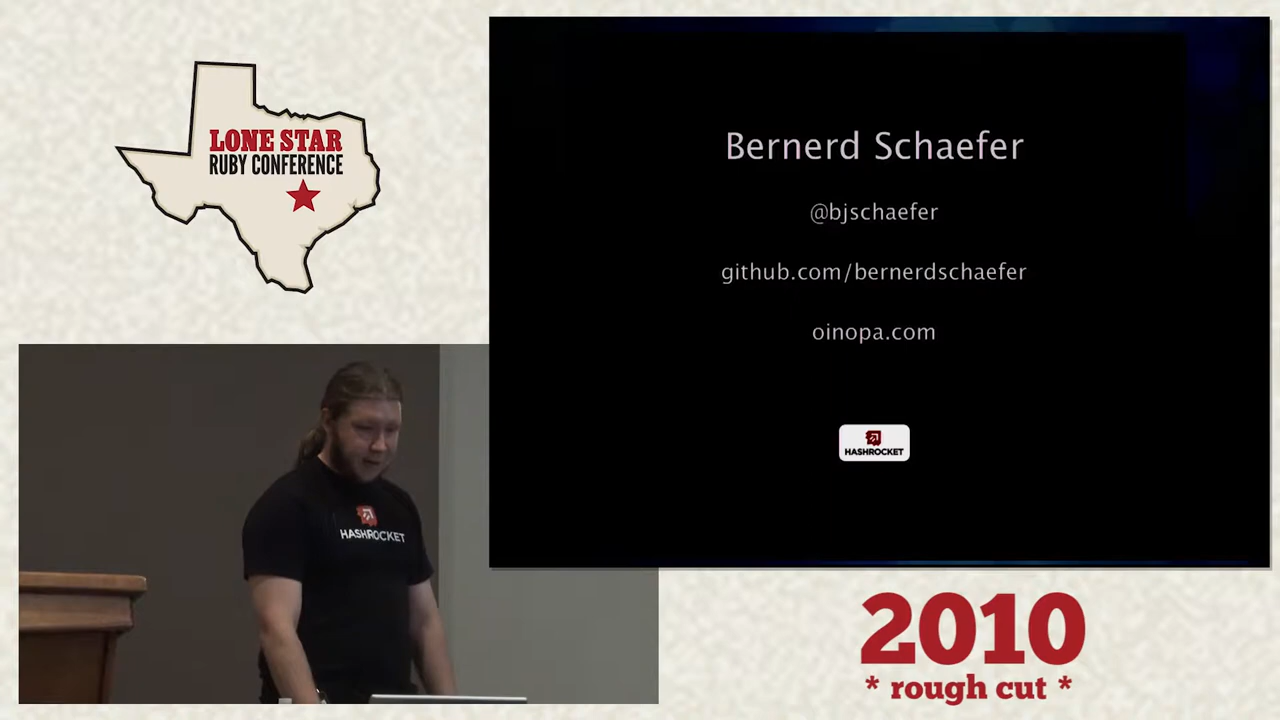 LONE STAR
RUBY CONFERENCE
Bernerd Schaefer
@bjschaefer
github.com/bernerdschaefer
oinopa.com
HASHROCKET
HASHROCKET
2010
* rough cut *